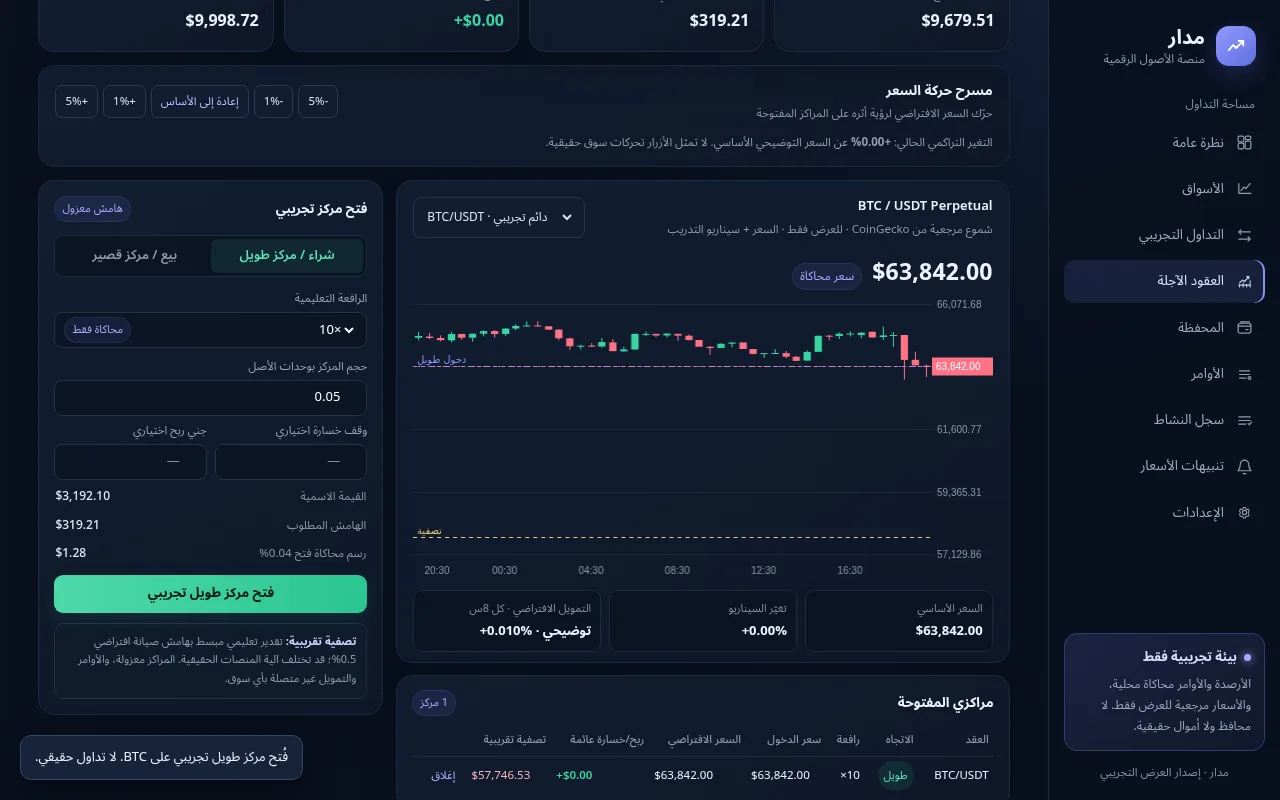 مدار
منصة الأصول الرقمية
مساحة التداول
نظرة عامة
الأسواق
التداول التجريبي
العقود الآجلة
المحفظة
الأوامر
سجل النشاط
تنبيهات الأسعار
الإعدادات
بيئة تجريبية فقط
الأرصدة والأوامر محاكاة محلية،
والأسعار مرجعية للعرض فقط. لا
محافظ ولا أموال حقيقية.
مدار · إصدار العرض التجريبي
$9,679.51
$319.21
+$0.00
$9,998.72
مسرح حركة السعر
حرّك السعر الافتراضي لرؤية أثره على المراكز المفتوحة
-5%
-1%
إعادة إلى الأساس
+1%
+5%
التغير التراكمي الحالي: +0.00% عن السعر التوضيحي الأساسي. لا تمثل الأزرار تحركات سوق حقيقية.
BTC / USDT Perpetual
شموع مرجعية من CoinGecko · للعرض فقط · السعر + سيناريو التدريب
BTC/USDT · دائم تجريبي
$63,842.00
سعر محاكاة
66,071.68
دخول طويل
63,842.00
61,600.77
59,365.31
تصفية
57,129.86
20:30
00:30
04:30
08:30
12:30
16:30
السعر الأساسي
$63,842.00
تغيّر السيناريو
+0.00%
التمويل الافتراضي · كل 8س
+0.010% · توضيحي
مراكزي المفتوحة
1 مركز
العقد
الاتجاه
رافعة
سعر الدخول
السعر الافتراضي
ربح/خسارة عائمة
تصفية تقريبية
BTC/USDT
طويل
×10
$63,842.00
$63,842.00
+$0.00
$57,746.53
إغلاق
فتح مركز تجريبي
هامش معزول
شراء / مركز طويل
بيع / مركز قصير
الرافعة التعليمية
10×
محاكاة فقط
حجم المركز بوحدات الأصل
0.05
وقف خسارة اختياري
جني ربح اختياري
—
—
القيمة الاسمية
$3,192.10
الهامش المطلوب
$319.21
رسم محاكاة فتح 0.04%
$1.28
فتح مركز طويل تجريبي
تصفية تقريبية: تقدير تعليمي مبسط بهامش صيانة افتراضي
0.5%؛ قد تختلف آلية المنصات الحقيقية. المراكز معزولة، والأوامر
والتمويل غير متصلة بأي سوق.
فُتح مركز طويل تجريبي على BTC. لا تداول حقيقي.